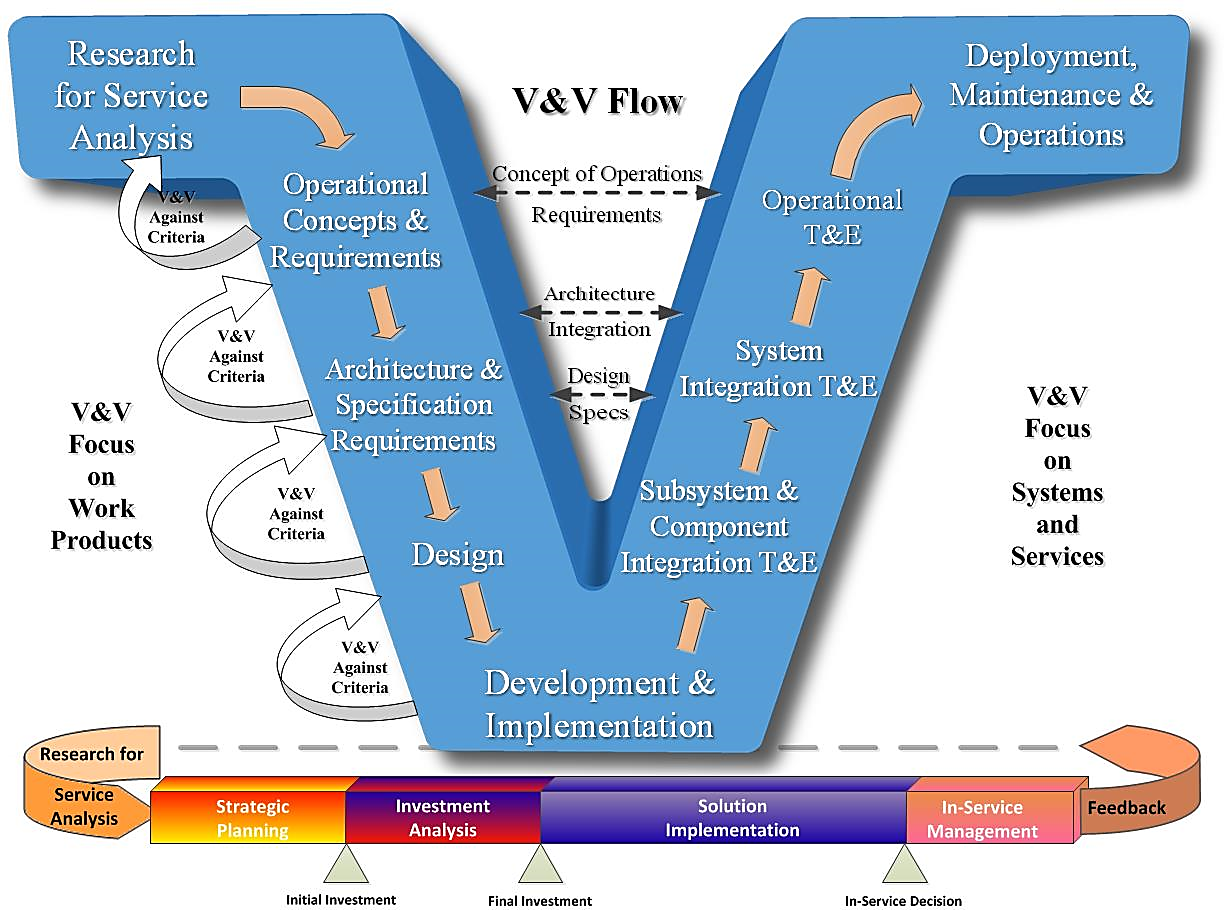 Research
for Service
Analysis
Deployment,
Maintenance &
Operations
V&V Flow
Concept of Operations
Requirements
Operational
Concepts &
Requirements
Operational
T&E
V&V
Against
Criteria
Architecture
Integration
V&V
Against
Criteria
System
Integration T&E
Architecture &
Specification
Requirements
Design
Specs
V&V
Focus
on
Work
Products
V&V
Focus
on
Systems
and
Services
V&V
Against
Criteria
Subsystem &
Component
Integration T&E
Design
V&V
Against
Criteria
Development &
Implementation
Research for
Service
Analysis
Strategic
Planning
Investment
Analysis
Solution
Implementation
In-Service
Management
Feedback
Initial Investment
Final Investment
In-Service Decision